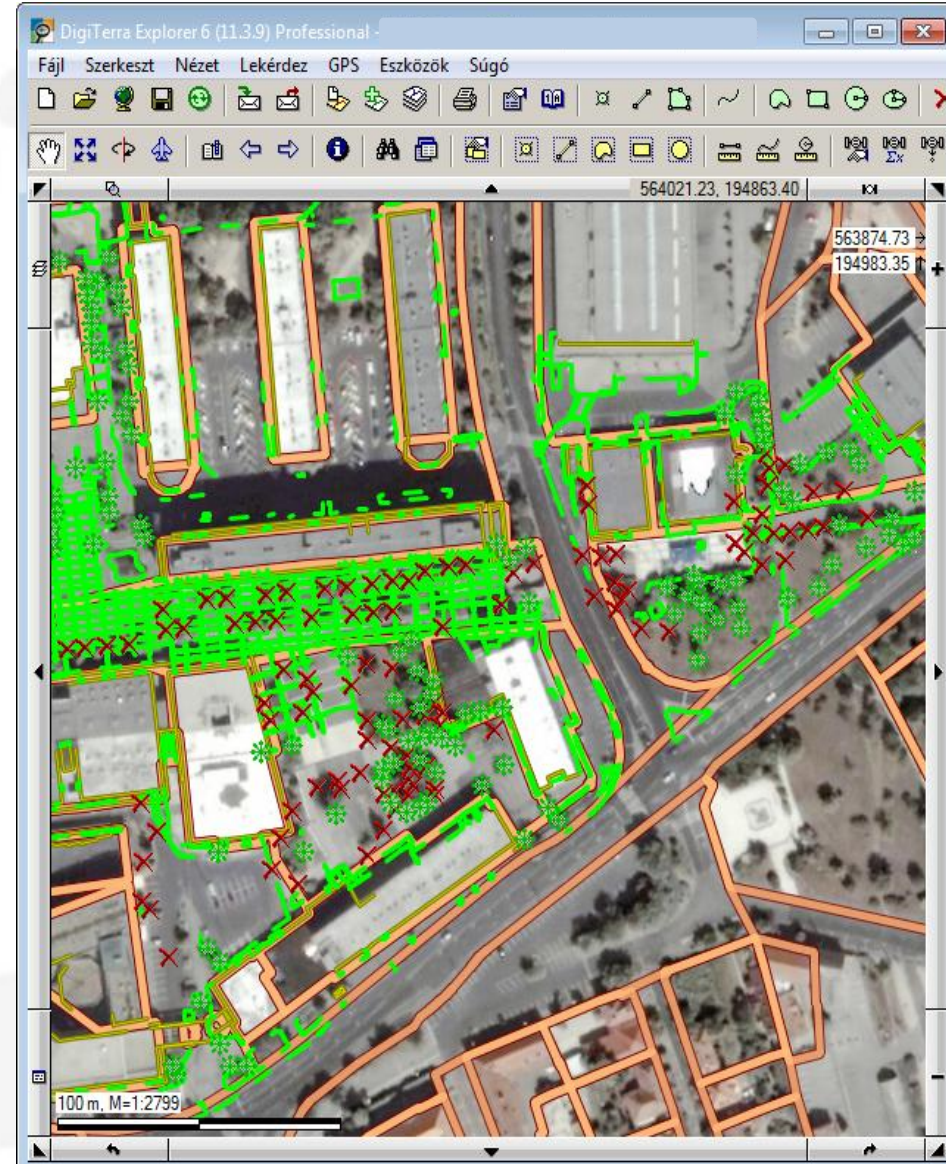 DigiTerra Explorer 6 (11.3.9) Professional -
Fájl Szerkeszt Nézet Lekérdez GPS Eszközök Súgó
564021.23, 194863.40
563874.73
194983.35
100 m, M=1:2799